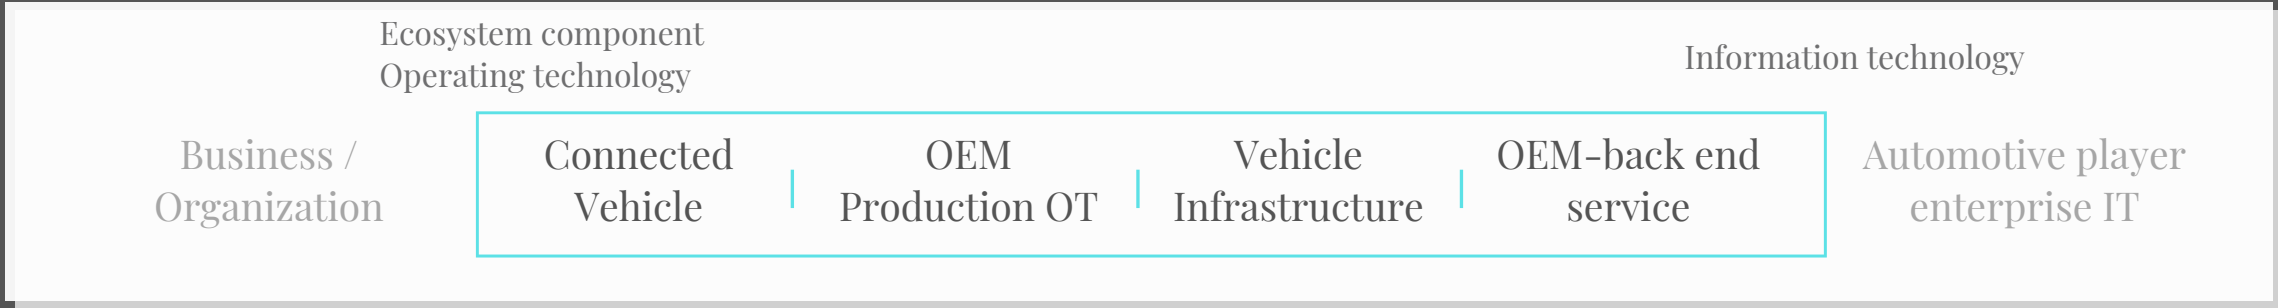 Ecosystem component
Operating technology
Information technology
Business /
Organization
Connected
Vehicle
OEM
Production OT
Vehicle
Infrastructure
OEM-back end
service
Automotive player
enterprise IT